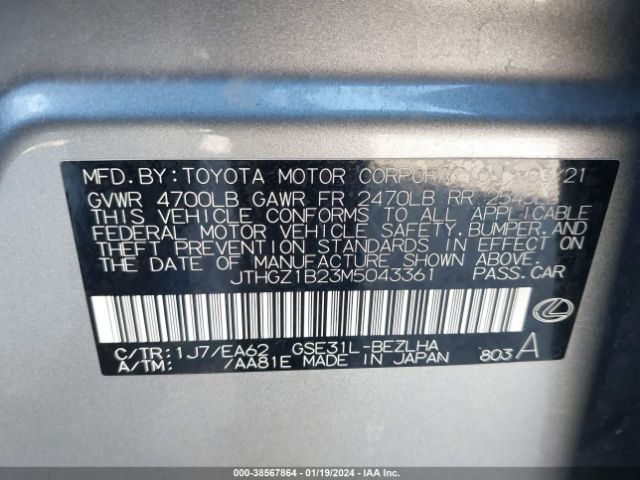 MFD.BY:TOYOTA MOTOR CORPORATION /21
GVWR 4700LB GAWR FR 2470LB RR
THIS VEHICLE CONFORMS TO ALL APPLICABLE
FEDERAL MOTOR VEHICLE SAFETY,BUMPER,AND
THEFT PREVENTION STANDARDS IN EFFECT ON
THE DATE OF MANUFACTURE SHOWN ABOVE.
JTHGZ1B23M5043361 PASS.CAR
C/TR:1J7/EA62 GSE31L-BEZLHA
A/TM: /AA81E MADE IN JAPAN 803 A
000-38567864 | 01/19/2024 | IAA Inc.